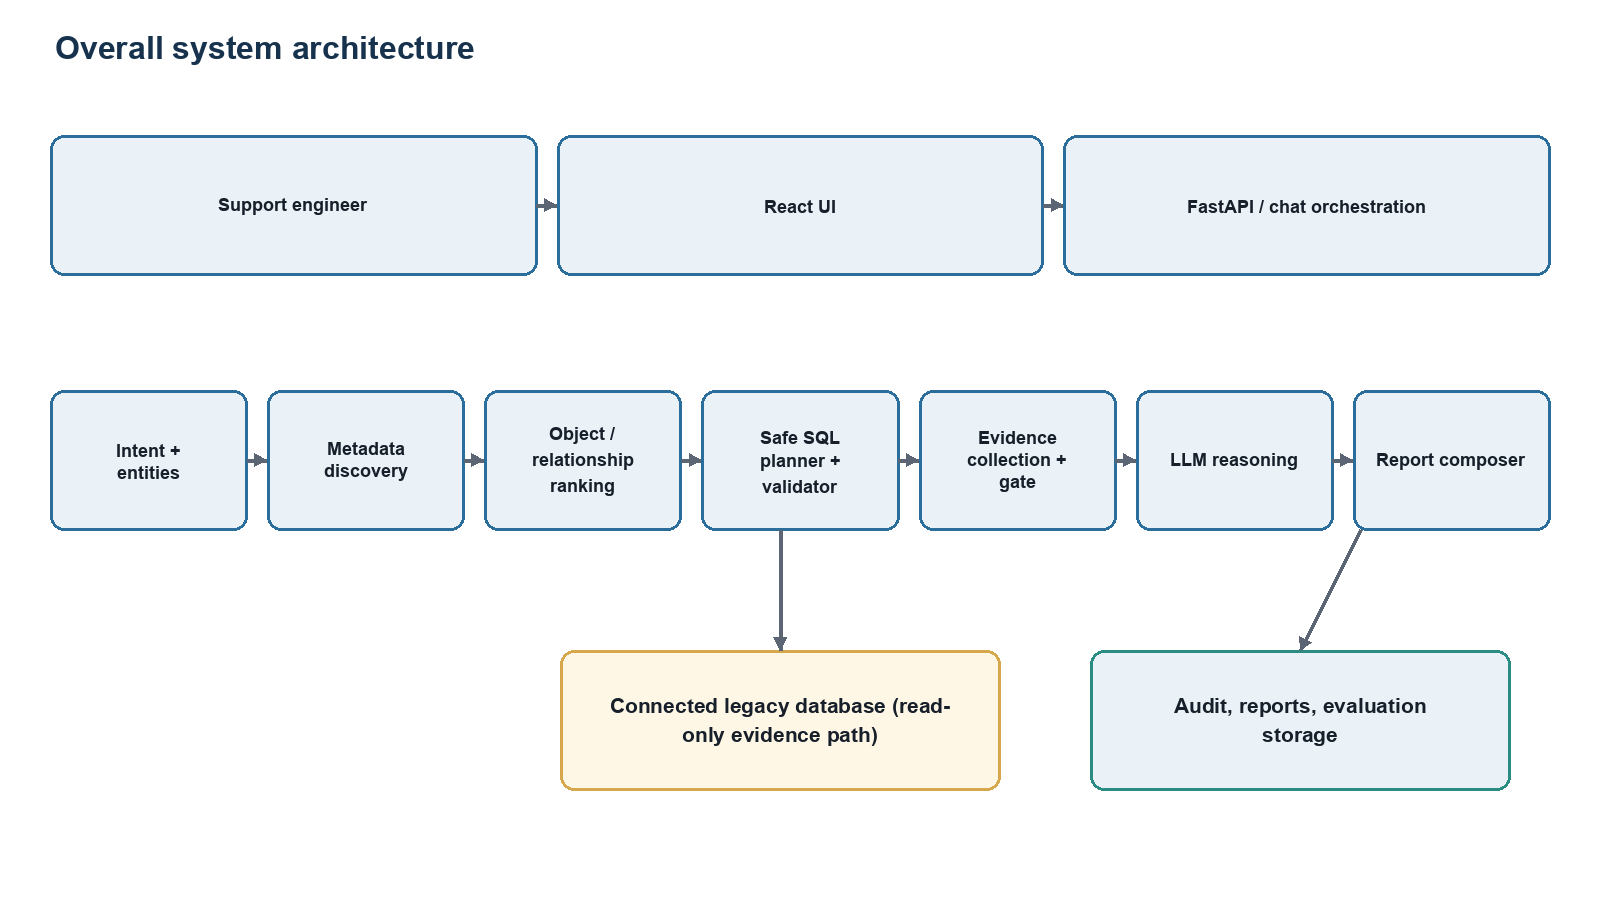 Overall system architecture
Support engineer
React UI
FastAPI / chat orchestration
Intent +
entities
Metadata
discovery
Object /
relationship
ranking
Safe SQL
planner +
validator
Evidence
collection +
gate
LLM reasoning
Report composer
Connected legacy database (read-
only evidence path)
Audit, reports, evaluation
storage